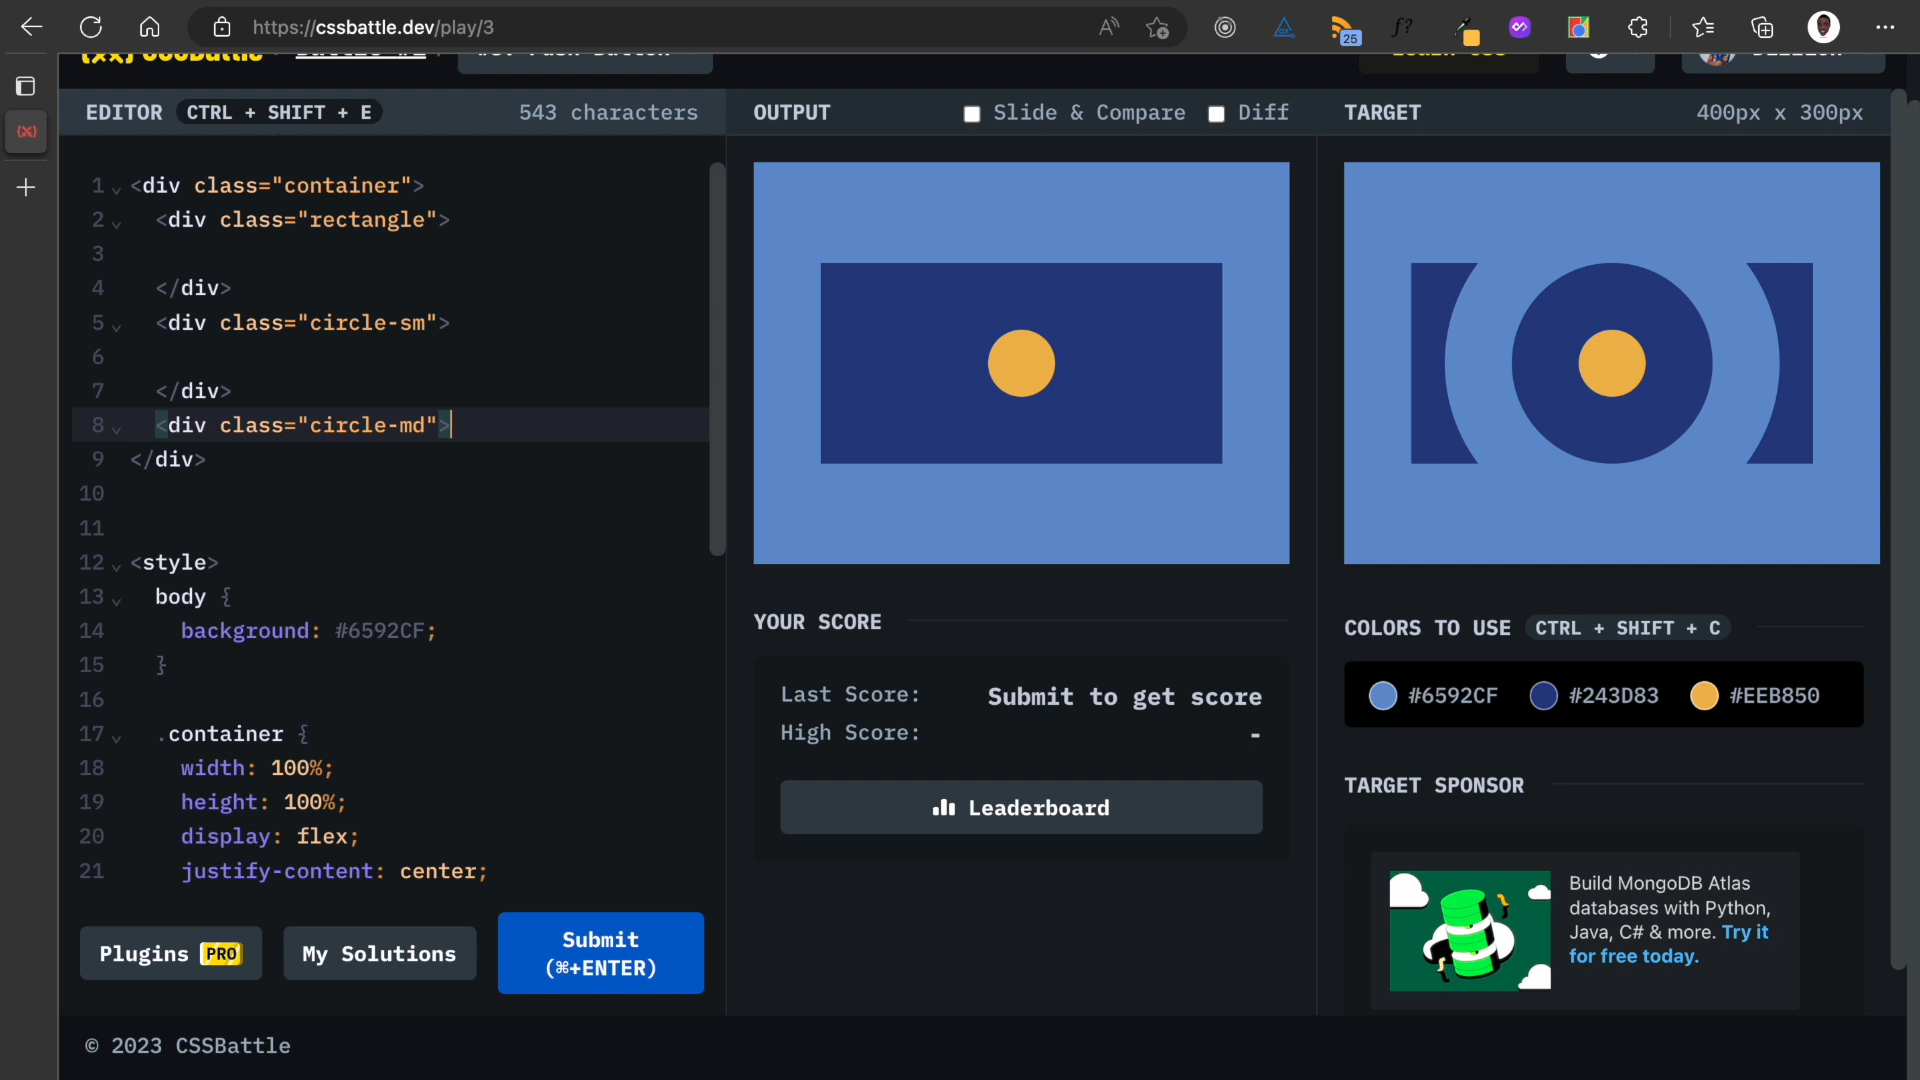 https://cssbattle.dev/play/3
25
{X} CSSBattle
EDITOR CTRL + SHIFT + E 543 characters
OUTPUT Slide & Compare Diff
TARGET 400px x 300px
1 <div class="container">
2 <div class="rectangle">
3
4 </div>
5 <div class="circle-sm">
6
7 </div>
8 <div class="circle-md">
9 </div>
10
11
12 <style>
13 body {
14 background: #6592CF;
15 }
16
17 .container {
18 width: 100%;
19 height: 100%;
20 display: flex;
21 justify-content: center;
Plugins PRO
My Solutions
Submit
(⌘+ENTER)
YOUR SCORE
Last Score: Submit to get score
High Score: -
Leaderboard
COLORS TO USE CTRL + SHIFT + C
#6592CF #243D83 #EEB850
TARGET SPONSOR
Build MongoDB Atlas
databases with Python,
Java, C# & more. Try it
for free today.
© 2023 CSSBattle